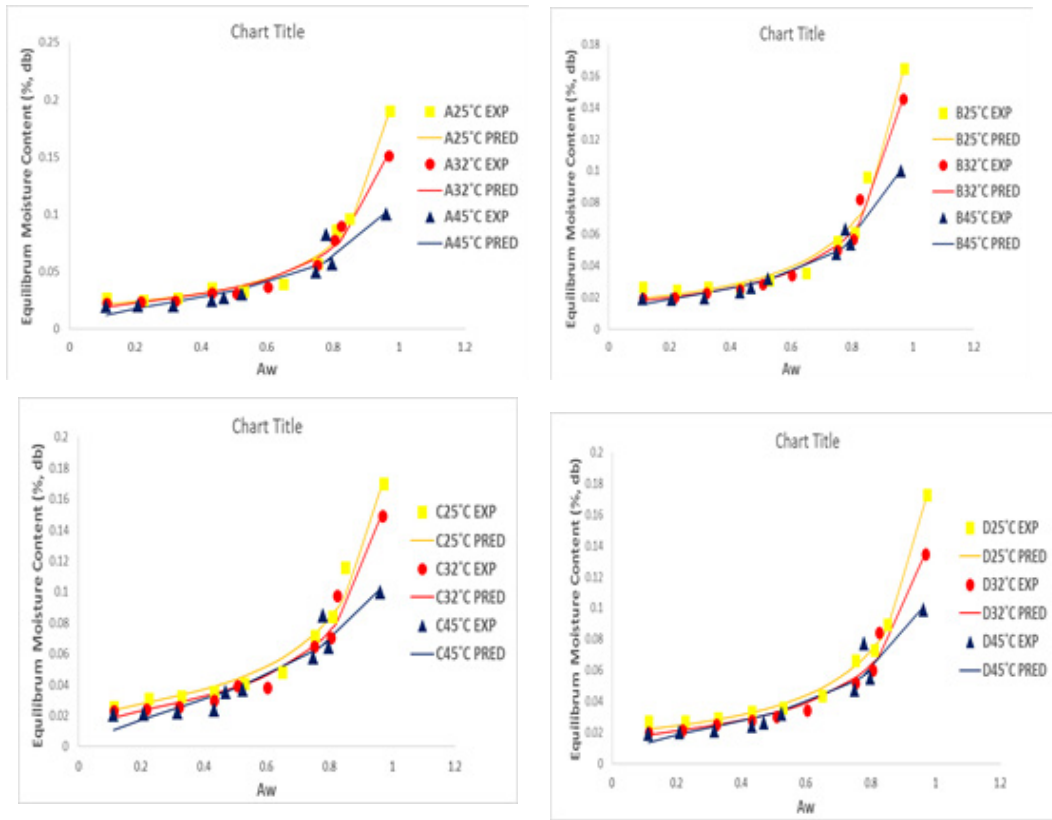 Chart Title
Equilibrum Moisture Content (%, db)
0.25
0.2
0.15
0.1
0.05
0
0 0.2 0.4 0.6 0.8 1 1.2
Aw
A25˚C EXP
A25˚C PRED
A32˚C EXP
A32˚C PRED
A45˚C EXP
A45˚C PRED
Chart Title
Equilibrum Moisture Content (%, db)
0.18
0.16
0.14
0.12
0.1
0.08
0.06
0.04
0.02
0
0 0.2 0.4 0.6 0.8 1 1.2
Aw
B25˚C EXP
B25˚C PRED
B32˚C EXP
B32˚C PRED
B45˚C EXP
B45˚C PRED
Chart Title
Equilibrum Moisture Content (%, db)
0.2
0.18
0.16
0.14
0.12
0.1
0.08
0.06
0.04
0.02
0
0 0.2 0.4 0.6 0.8 1 1.2
Aw
C25˚C EXP
C25˚C PRED
C32˚C EXP
C32˚C PRED
C45˚C EXP
C45˚C PRED
Chart Title
Equilibrum Moisture Content (%, db)
0.2
0.18
0.16
0.14
0.12
0.1
0.08
0.06
0.04
0.02
0
0 0.2 0.4 0.6 0.8 1 1.2
Aw
D25˚C EXP
D25˚C PRED
D32˚C EXP
D32˚C PRED
D45˚C EXP
D45˚C PRED